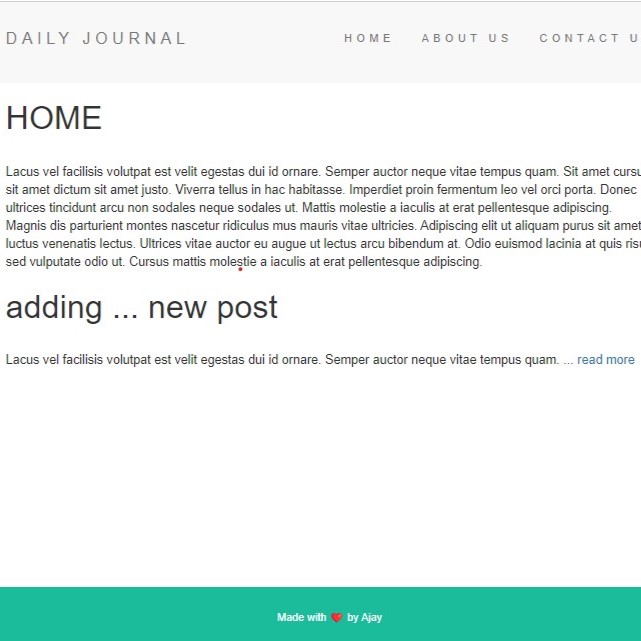 DAILY JOURNAL HOME ABOUT US CONTACT U
HOME
Lacus vel facilisis volutpat est velit egestas dui id ornare. Semper auctor neque vitae tempus quam. Sit amet cursu
sit amet dictum sit amet justo. Viverra tellus in hac habitasse. Imperdiet proin fermentum leo vel orci porta. Donec
ultrices tincidunt arcu non sodales neque sodales ut. Mattis molestie a iaculis at erat pellentesque adipiscing.
Magnis dis parturient montes nascetur ridiculus mus mauris vitae ultricies. Adipiscing elit ut aliquam purus sit amet
luctus venenatis lectus. Ultrices vitae auctor eu augue ut lectus arcu bibendum at. Odio euismod lacinia at quis risu
sed vulputate odio ut. Cursus mattis molestie a iaculis at erat pellentesque adipiscing.
adding ... new post
Lacus vel facilisis volutpat est velit egestas dui id ornare. Semper auctor neque vitae tempus quam. ... read more
Made with ❤ by Ajay